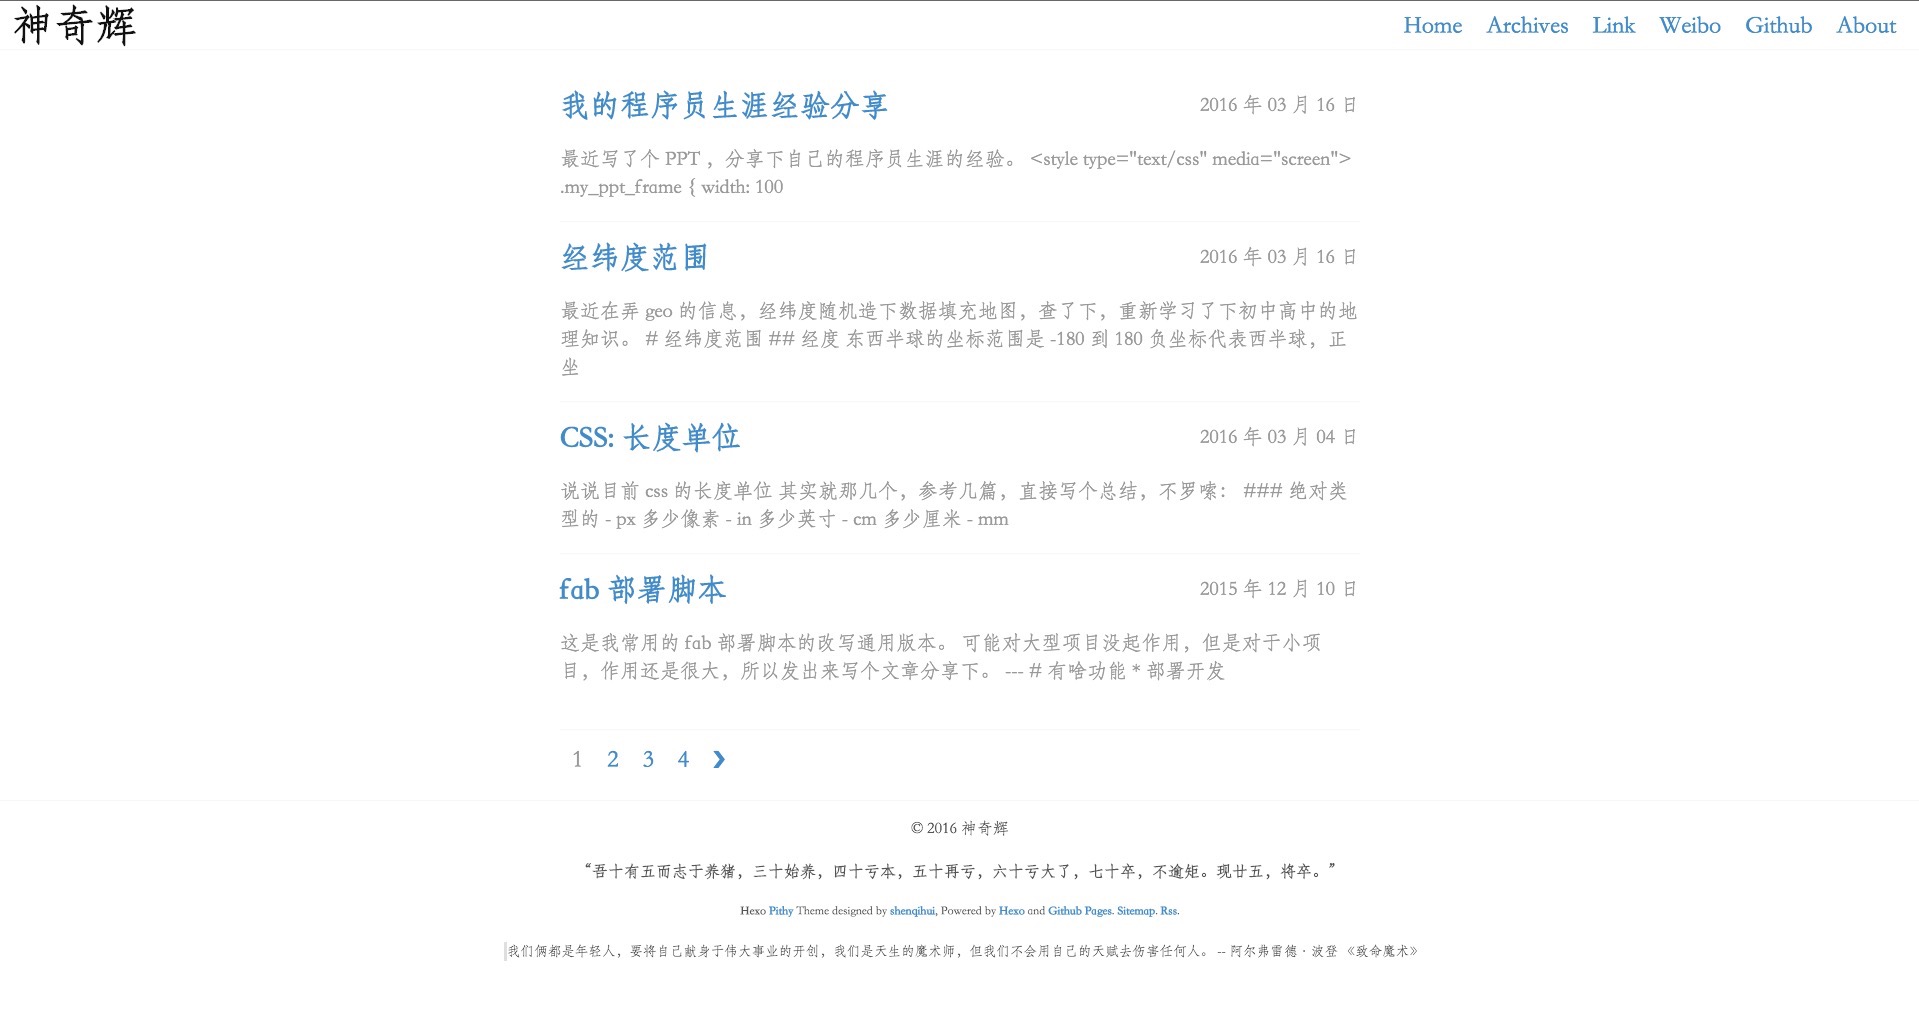 神奇辉
Home Archives Link Weibo Github About
我的程序员生涯经验分享 2016 年 03 月 16 日
最近写了个 PPT ，分享下自己的程序员生涯的经验。 <style type="text/css" media="screen">
.my_ppt_frame { width: 100
经纬度范围 2016 年 03 月 16 日
最近在弄 geo 的信息，经纬度随机造下数据填充地图，查了下，重新学习了下初中高中的地
理知识。 # 经纬度范围 ## 经度 东西半球的坐标范围是 -180 到 180 负坐标代表西半球，正
坐
CSS: 长度单位 2016 年 03 月 04 日
说说目前 css 的长度单位 其实就那几个，参考几篇，直接写个总结，不罗嗦： ### 绝对类
型的 - px 多少像素 - in 多少英寸 - cm 多少厘米 - mm
fab 部署脚本 2015 年 12 月 10 日
这是我常用的 fab 部署脚本的改写通用版本。 可能对大型项目没起作用，但是对于小项
目，作用还是很大，所以发出来写个文章分享下。 --- # 有啥功能 * 部署开发
1 2 3 4 ❯
© 2016 神奇辉
“吾十有五而志于养猪，三十始养，四十亏本，五十再亏，六十亏大了，七十卒，不逾矩。现廿五，将卒。”
Hexo Pithy Theme designed by shenqihui, Powered by Hexo and Github Pages. Sitemap. Rss.
我们俩都是年轻人，要将自己献身于伟大事业的开创，我们是天生的魔术师，但我们不会用自己的天赋去伤害任何人。 -- 阿尔弗雷德 · 波登 《致命魔术》